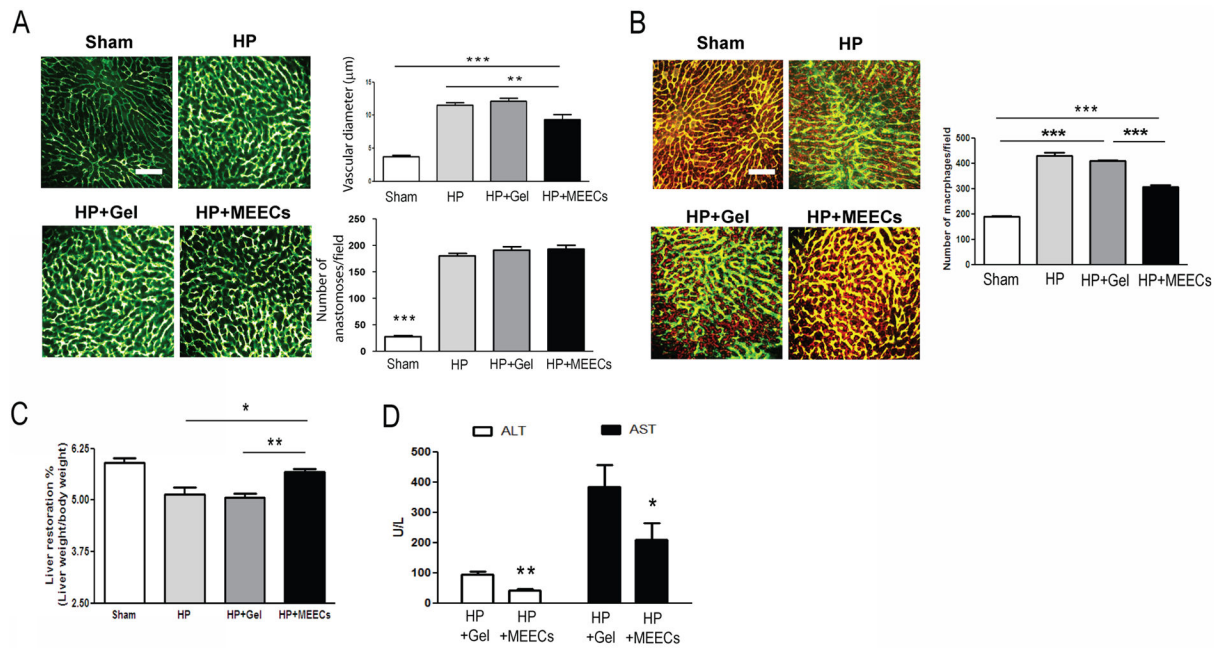 A
Sham
HP
HP+Gel
HP+MEECs
Vascular diameter (μm)
15
10
5
0
***
**
Sham
HP
HP+Gel
HP+MEECs
Number of
anastomoses/field
250
200
150
100
50
0
***
Sham
HP
HP+Gel
HP+MEECs
B
Sham
HP
HP+Gel
HP+MEECs
Number of macrphages/field
500
400
300
200
100
0
***
***
***
Sham
HP
HP+Gel
HP+MEECs
C
Liver restoration %
(Liver weight/body weight)
6.25
5.00
3.75
2.50
*
**
Sham
HP
HP+Gel
HP+MEECs
D
ALT
AST
U/L
500
400
300
200
100
0
**
*
HP
+Gel
HP
+MEECs
HP
+Gel
HP
+MEECs